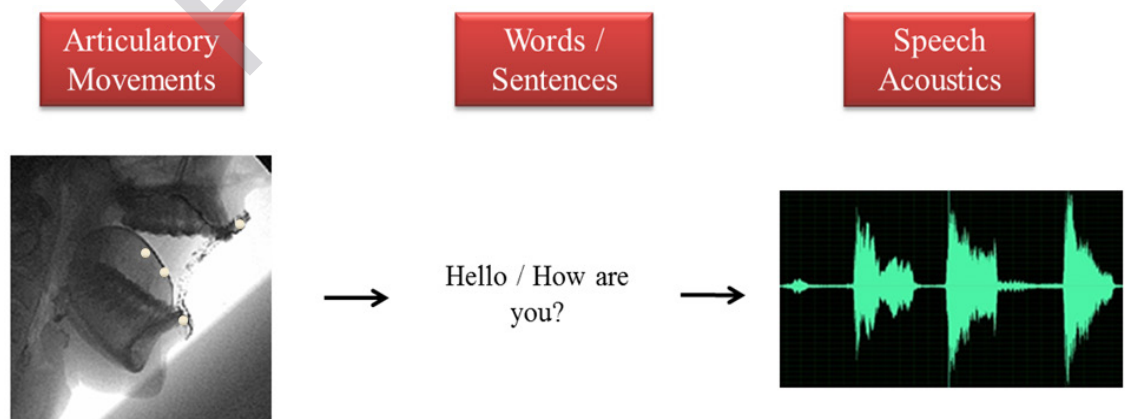 Articulatory
Movements
Words /
Sentences
Speech
Acoustics
Hello / How are
you?